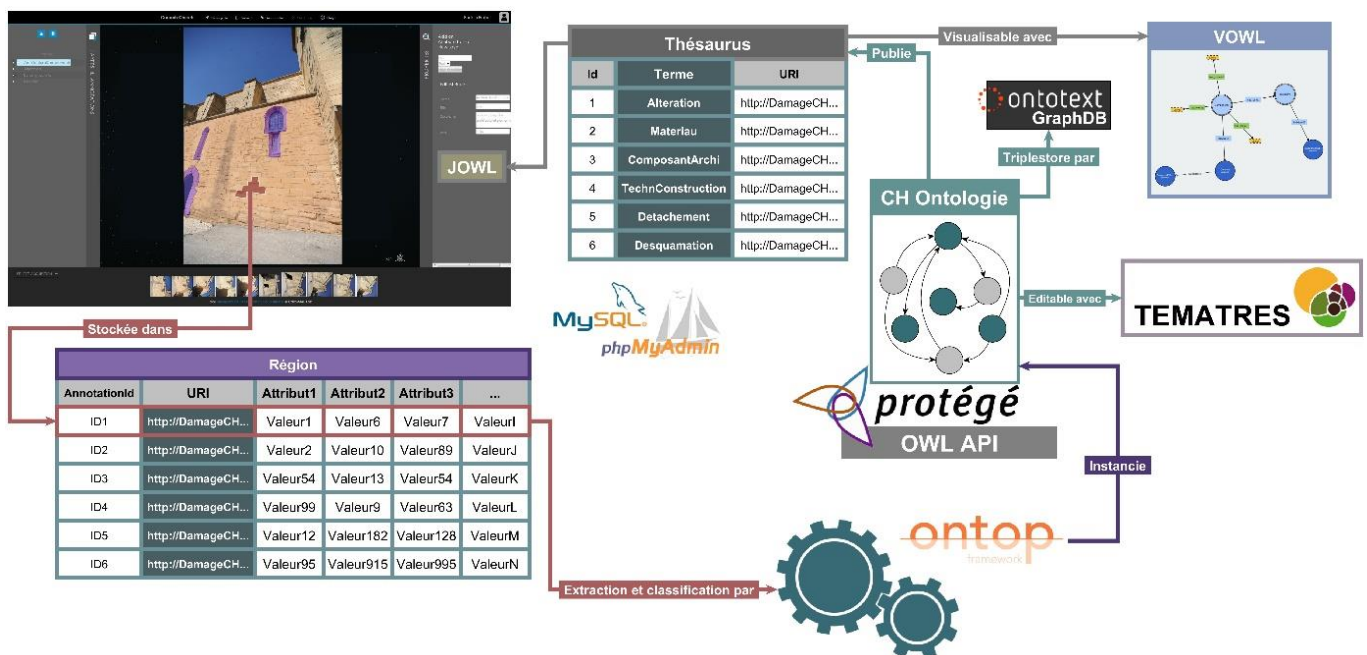 JOWL
Thésaurus
Id Terme URI
1 Alteration http://DamageCH...
2 Materiau http://DamageCH...
3 ComposantArchi http://DamageCH...
4 TechnConstruction http://DamageCH...
5 Detachement http://DamageCH...
6 Desquamation http://DamageCH...
Publie
Visualisable avec
VOWL
ontotext
GraphDB
Triplestore par
CH Ontologie
Editable avec
TEMATRES
MySQL
phpMyAdmin
protégé
OWL API
Instancie
ontop
framework
Stockée dans
Région
AnnotationId URI Attribut1 Attribut2 Attribut3 ...
ID1 http://DamageCH... Valeur1 Valeur6 Valeur7 ValeurI
ID2 http://DamageCH... Valeur2 Valeur10 Valeur89 ValeurJ
ID3 http://DamageCH... Valeur54 Valeur13 Valeur54 ValeurK
ID4 http://DamageCH... Valeur99 Valeur9 Valeur63 ValeurL
ID5 http://DamageCH... Valeur12 Valeur182 Valeur128 ValeurM
ID6 http://DamageCH... Valeur95 Valeur915 Valeur995 ValeurN
Extraction et classification par